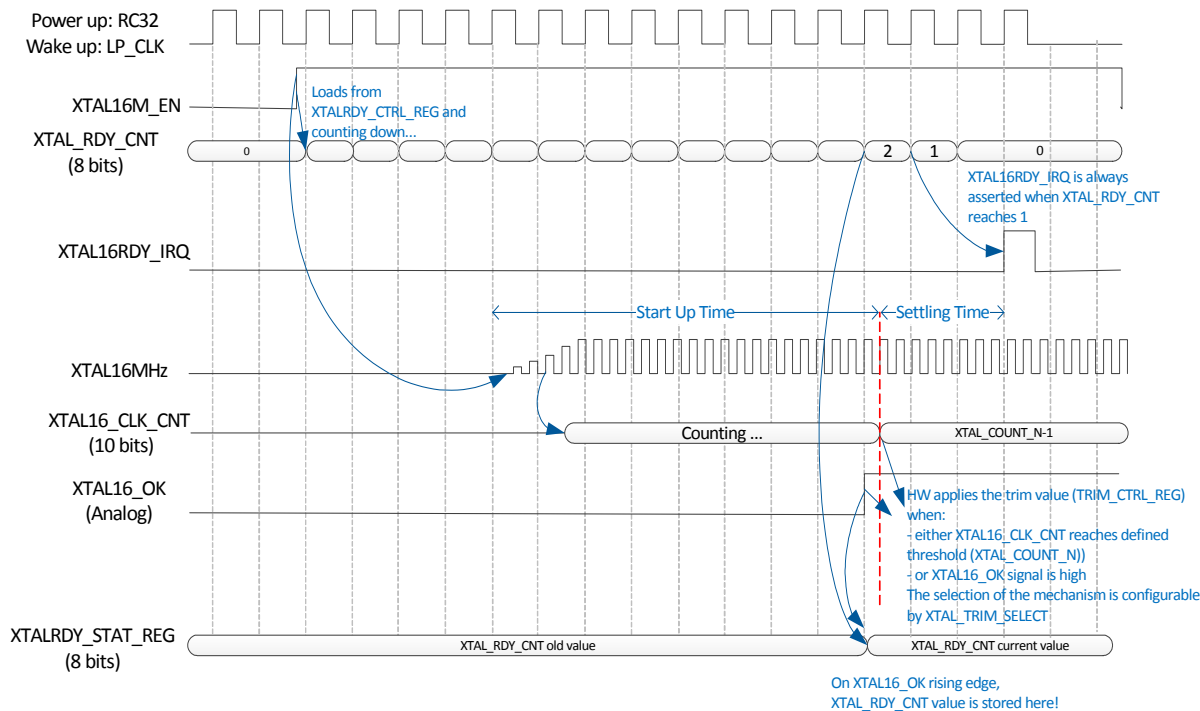 Power up: RC32
Wake up: LP_CLK
XTAL16M_EN
Loads from
XTALRDY_CTRL_REG and
counting down...
XTAL_RDY_CNT
(8 bits)
0
2
1
0
XTAL16RDY_IRQ is always
asserted when XTAL_RDY_CNT
reaches 1
XTAL16RDY_IRQ
Start Up Time
Settling Time
XTAL16MHz
XTAL16_CLK_CNT
(10 bits)
Counting ...
XTAL_COUNT_N-1
XTAL16_OK
(Analog)
HW applies the trim value (TRIM_CTRL_REG)
when:
- either XTAL16_CLK_CNT reaches defined
threshold (XTAL_COUNT_N))
- or XTAL16_OK signal is high
The selection of the mechanism is configurable
by XTAL_TRIM_SELECT
XTALRDY_STAT_REG
(8 bits)
XTAL_RDY_CNT old value
XTAL_RDY_CNT current value
On XTAL16_OK rising edge,
XTAL_RDY_CNT value is stored here!